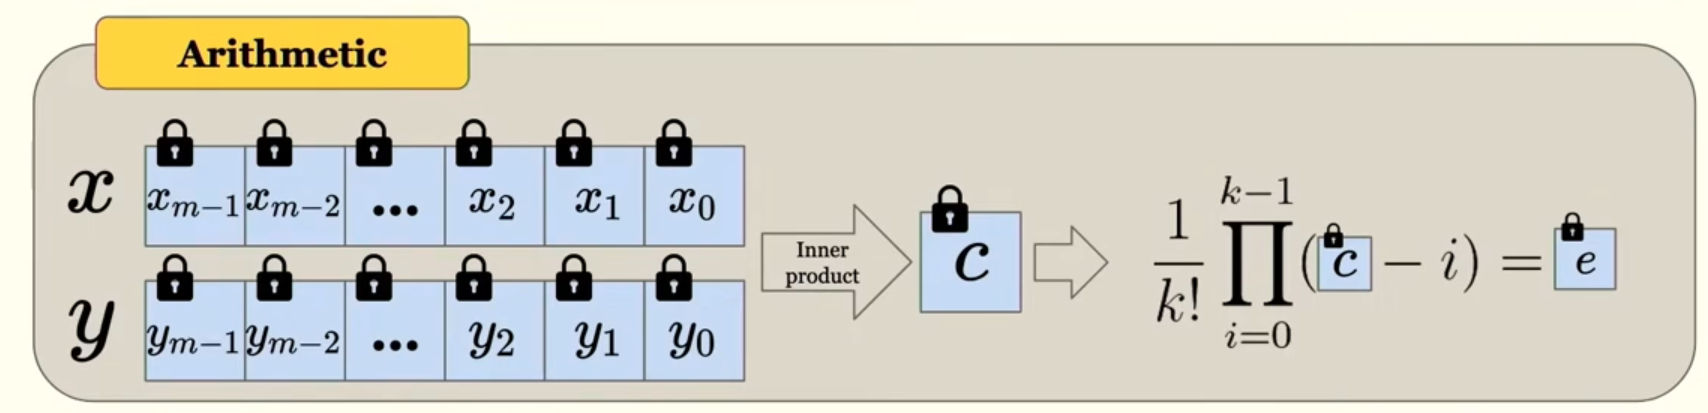 Arithmetic
x x_{m-1} x_{m-2} ... x_2 x_1 x_0
y y_{m-1} y_{m-2} ... y_2 y_1 y_0
Inner
product
c
\frac{1}{k!} \prod_{i=0}^{k-1} (c - i) = e